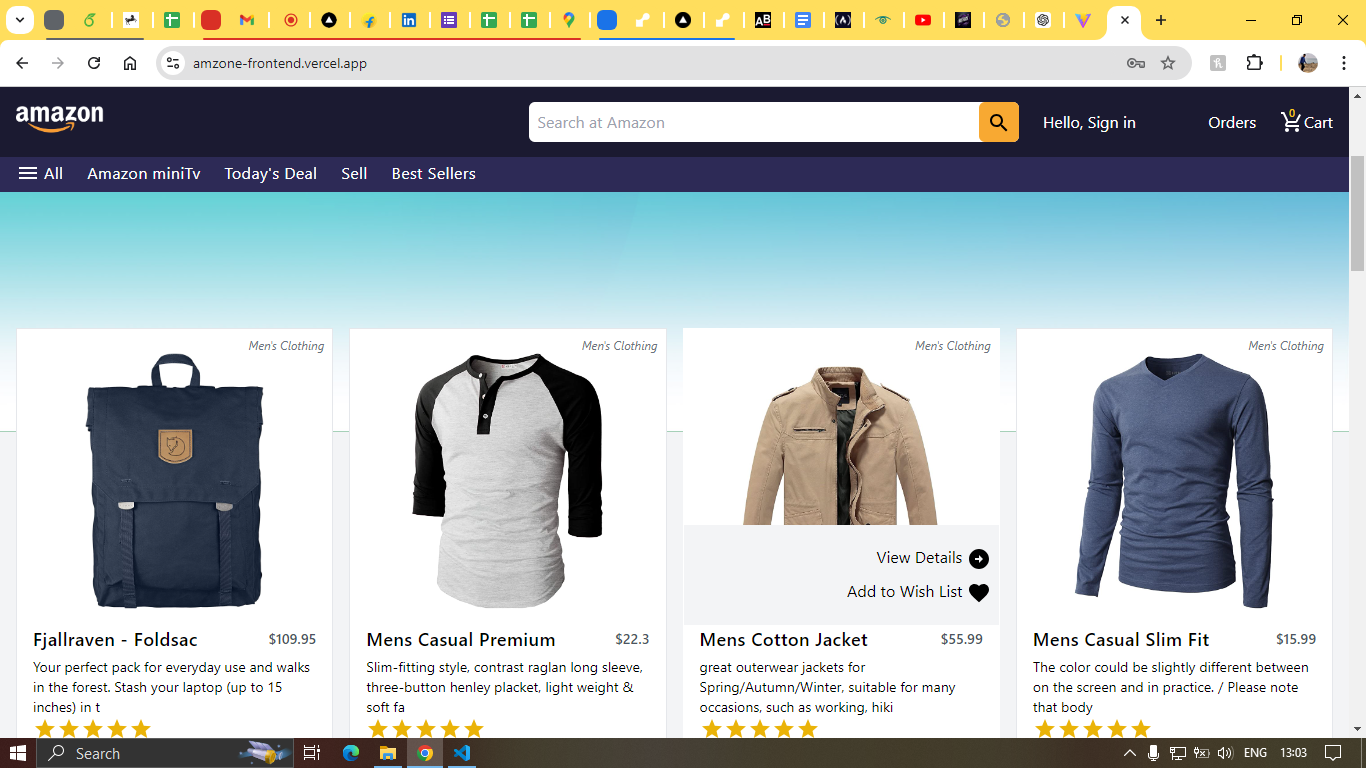 amzone-frontend.vercel.app
amazon
Search at Amazon
Hello, Sign in
Orders
0
Cart
All
Amazon miniTv
Today's Deal
Sell
Best Sellers
Men's Clothing
Men's Clothing
Men's Clothing
Men's Clothing
View Details
Add to Wish List
Fjallraven - Foldsac
$109.95
Your perfect pack for everyday use and walks
in the forest. Stash your laptop (up to 15
inches) in t
Mens Casual Premium
$22.3
Slim-fitting style, contrast raglan long sleeve,
three-button henley placket, light weight &
soft fa
Mens Cotton Jacket
$55.99
great outerwear jackets for
Spring/Autumn/Winter, suitable for many
occasions, such as working, hiki
Mens Casual Slim Fit
$15.99
The color could be slightly different between
on the screen and in practice. / Please note
that body
Search
ENG
13:03